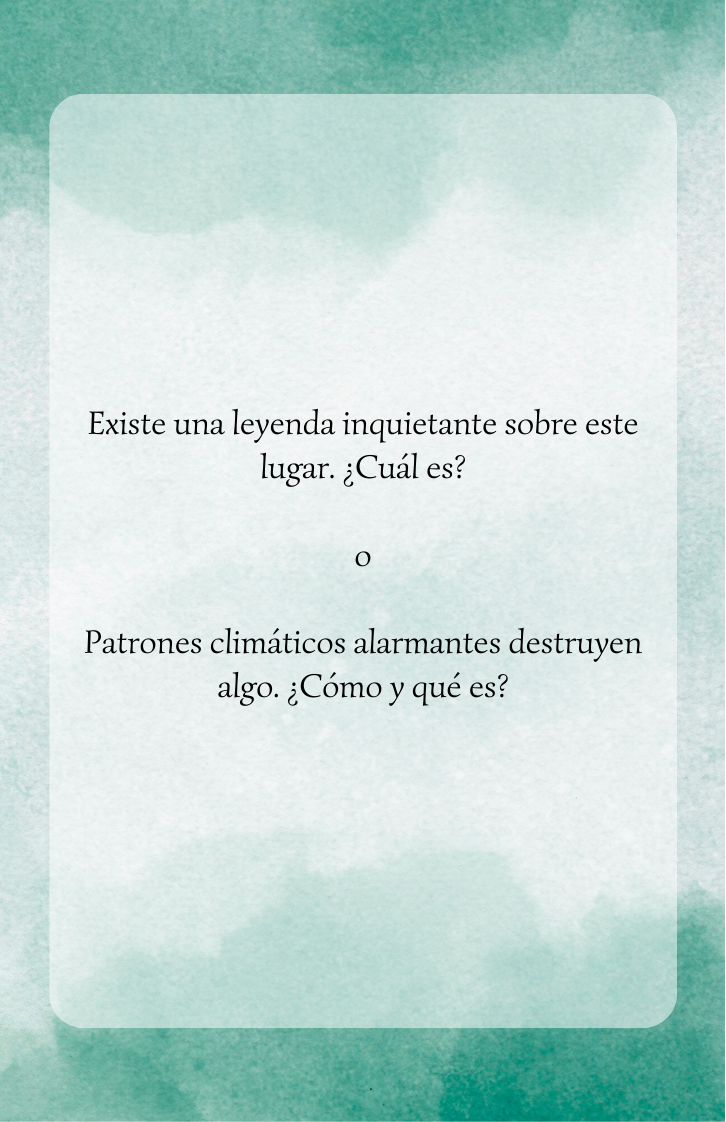 Existe una leyenda inquietante sobre este
lugar. ¿Cuál es?
o
Patrones climáticos alarmantes destruyen
algo. ¿Cómo y qué es?